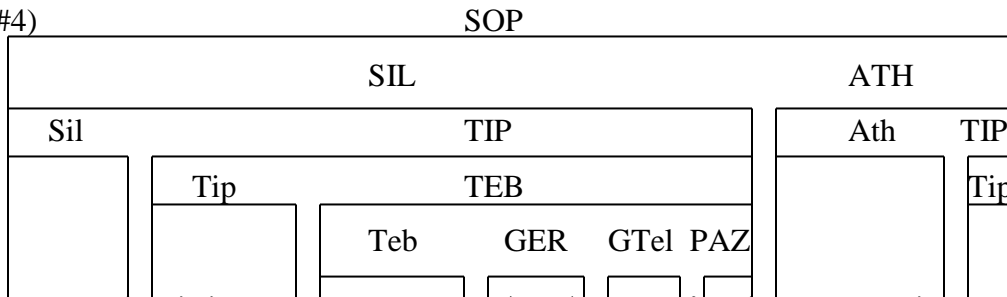 #4) SOP
SIL ATH
Sil TIP Ath TIP
Tip TEB Tip
Teb GER GTel PAZ